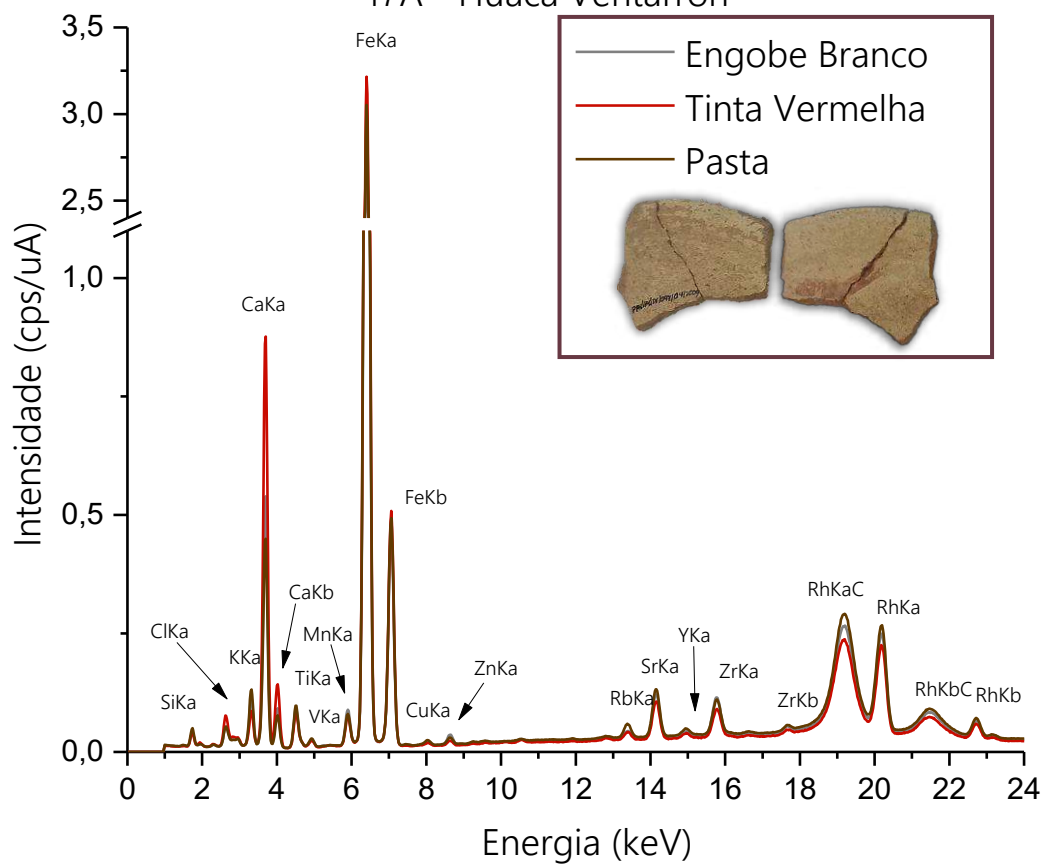 Engobe Branco
Tinta Vermelha
Pasta
3,5
3,0
2,5
1,0
0,5
0,0
Intensidade (cps/uA)
FeKa
CaKa
FeKb
CaKb
ClKa
MnKa
KKa
TiKa
SiKa
VKa
CuKa
ZnKa
YKa
RbKa
SrKa
ZrKa
ZrKb
RhKaC
RhKa
RhKbC
RhKb
0 2 4 6 8 10 12 14 16 18 20 22 24
Energia (keV)